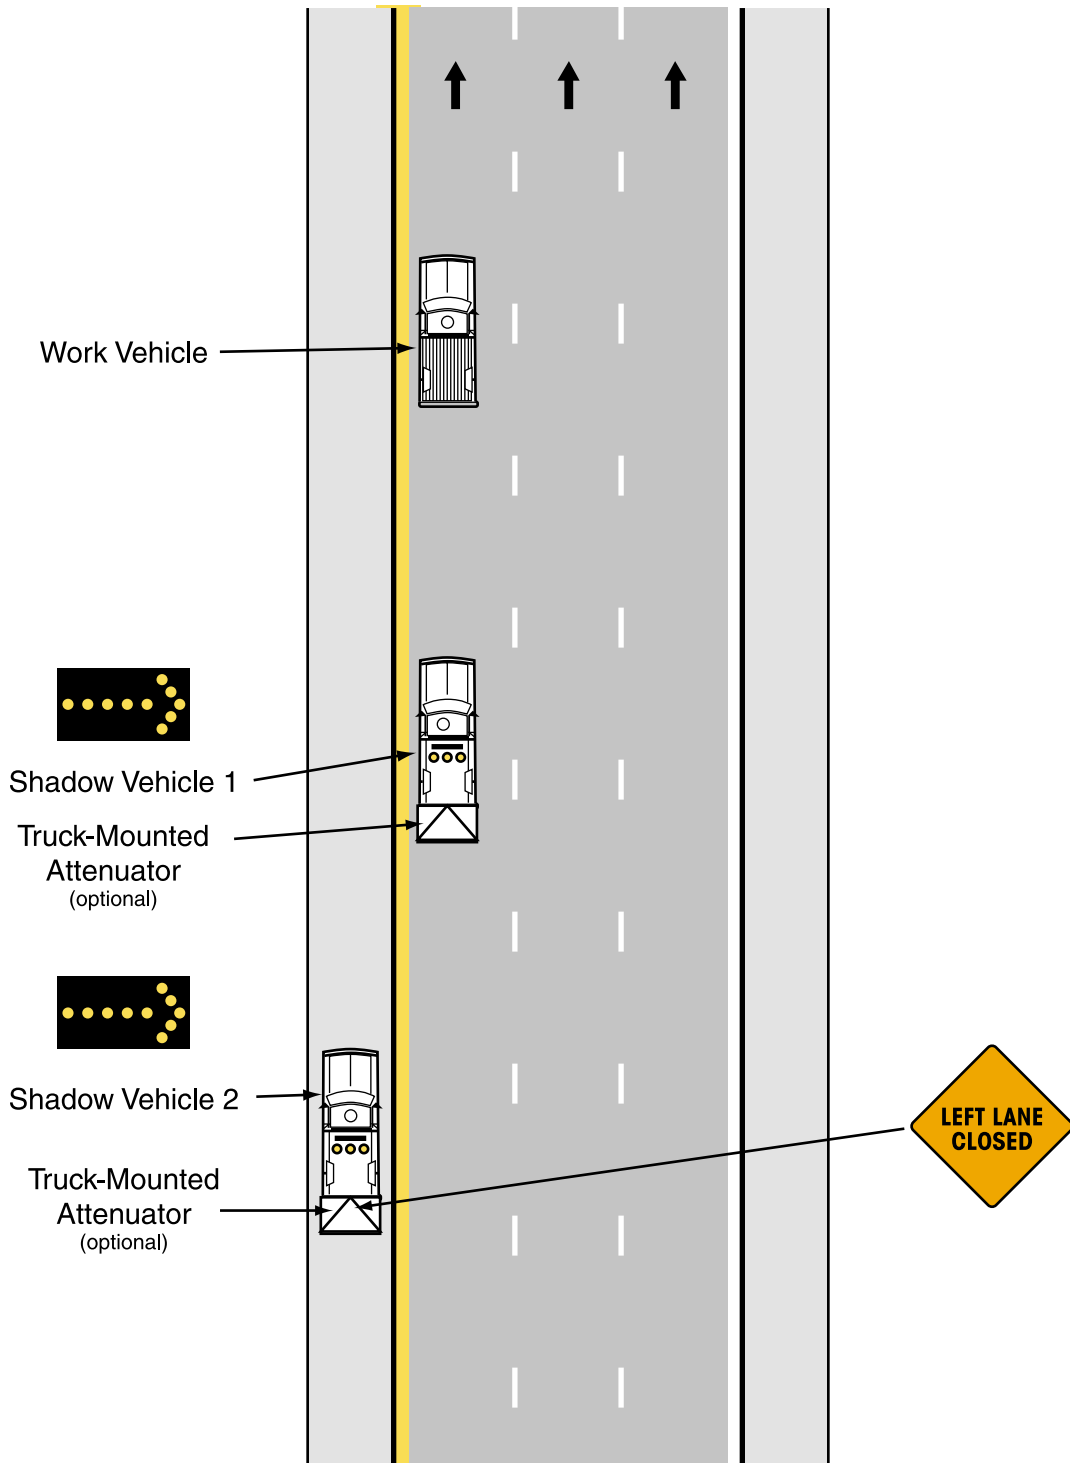 Work Vehicle
Shadow Vehicle 1
Truck-Mounted
Attenuator
(optional)
Shadow Vehicle 2
LEFT LANE
CLOSED
Truck-Mounted
Attenuator
(optional)